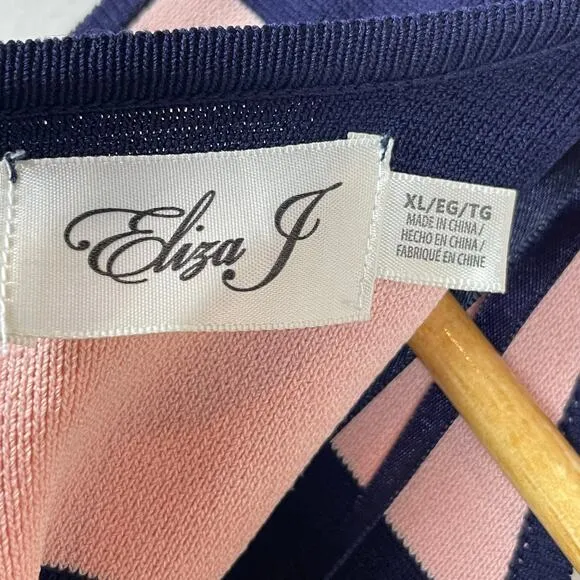 Eliza J
XL/EG/TG
MADE IN CHINA/
HECHO EN CHINA/
FABRIQUÉ EN CHINE